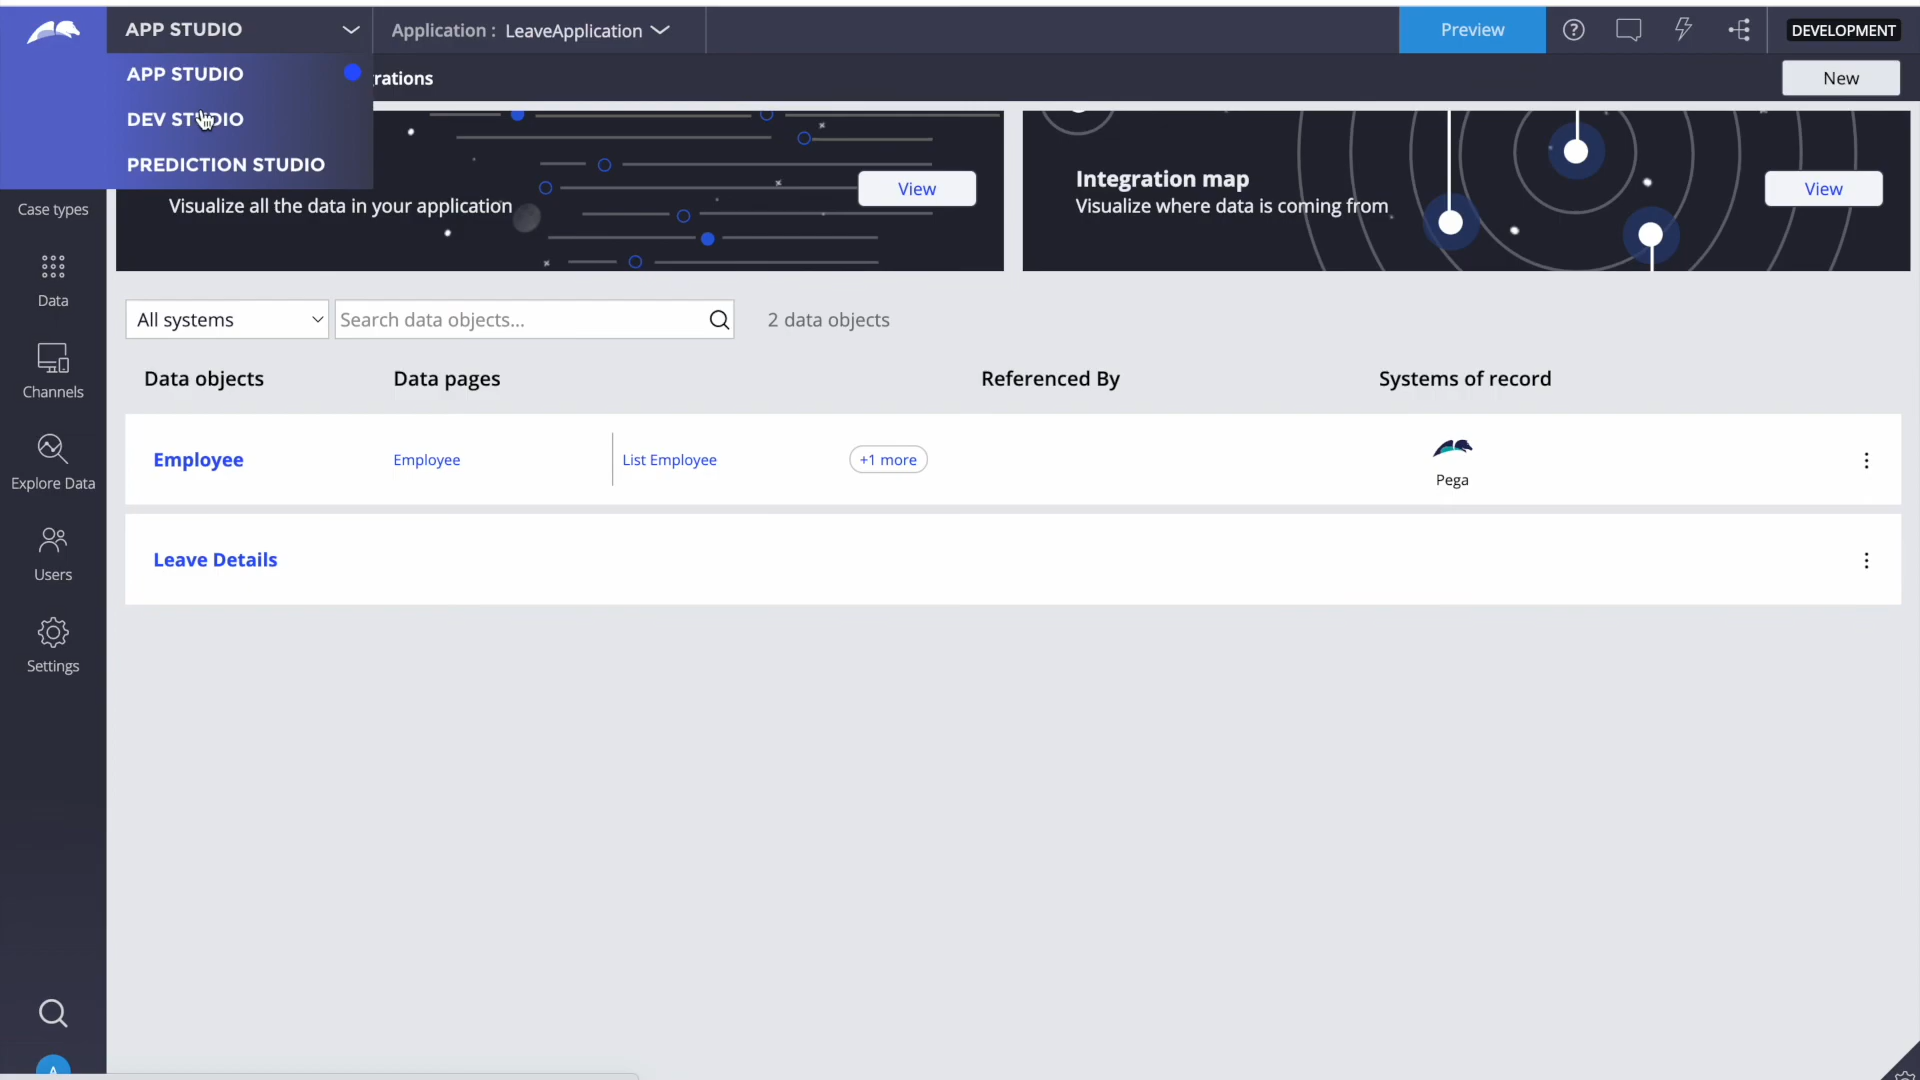 APP STUDIO
Application : LeaveApplication
Preview
DEVELOPMENT
APP STUDIO
DEV STUDIO
PREDICTION STUDIO
rations
New
Visualize all the data in your application
View
Integration map
Visualize where data is coming from
View
Case types
Data
Channels
Explore Data
Users
Settings
All systems
Search data objects...
2 data objects
Data objects
Data pages
Referenced By
Systems of record
Employee
Employee
List Employee
+1 more
Pega
Leave Details
A